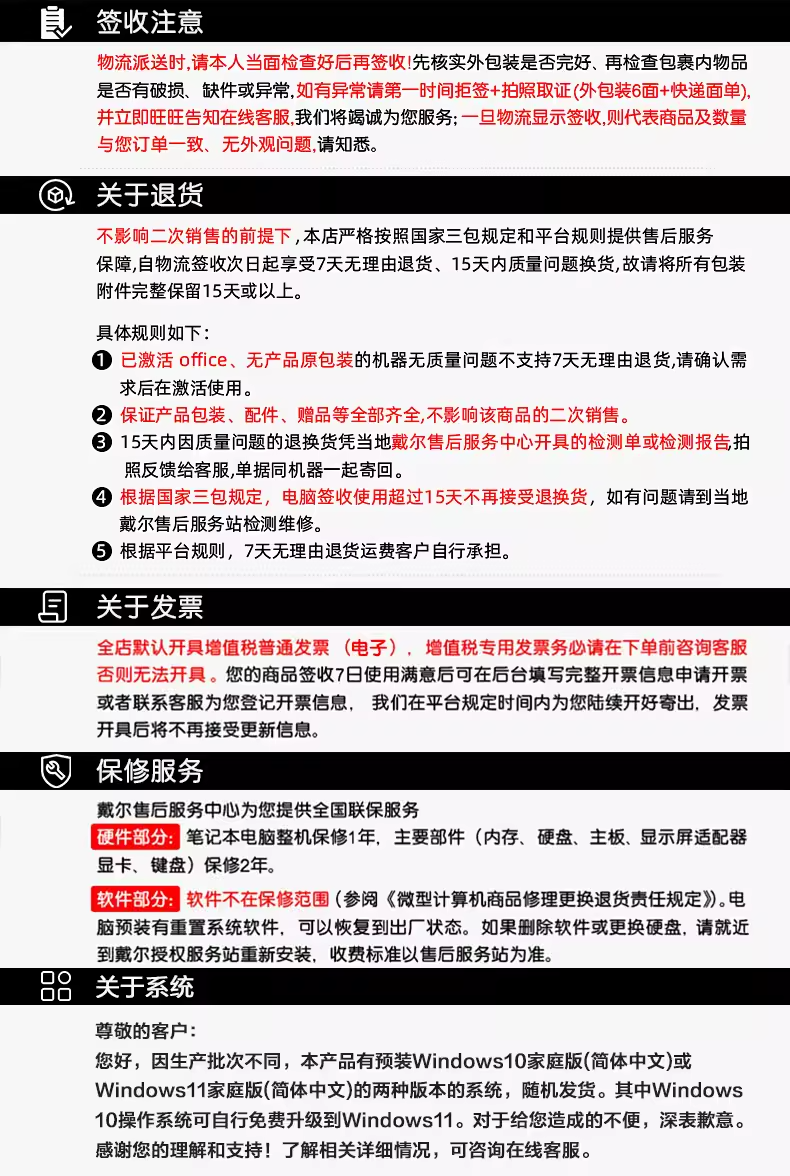 签收注意
物流派送时,请本人当面检查好后再签收!先核实外包装是否完好、再检查包裹内物品
是否有破损、缺件或异常,如有异常请第一时间拒签+拍照取证(外包装6面+快递面单),
并立即旺旺告知在线客服,我们将竭诚为您服务;一旦物流显示签收,则代表商品及数量
与您订单一致、无外观问题,请知悉。
关于退货
不影响二次销售的前提下,本店严格按照国家三包规定和平台规则提供售后服务
保障,自物流签收次日起享受7天无理由退货、15天内质量问题换货,故请将所有包装
附件完整保留15天或以上。
具体规则如下:
1 已激活 office、无产品原包装的机器无质量问题不支持7天无理由退货,请确认需
求后在激活使用。
2 保证产品包装、配件、赠品等全部齐全,不影响该商品的二次销售。
3 15天内因质量问题的退换货凭当地戴尔售后服务中心开具的检测单或检测报告,拍
照反馈给客服,单据同机器一起寄回。
4 根据国家三包规定，电脑签收使用超过15天不再接受退换货，如有问题请到当地
戴尔售后服务站检测维修。
5 根据平台规则，7天无理由退货运费客户自行承担。
关于发票
全店默认开具增值税普通发票（电子），增值税专用发票务必请在下单前咨询客服
否则无法开具。您的商品签收7日使用满意后可在后台填写完整开票信息申请开票
或者联系客服为您登记开票信息， 我们在平台规定时间内为您陆续开好寄出，发票
开具后将不再接受更新信息。
保修服务
戴尔售后服务中心为您提供全国联保服务
硬件部分: 笔记本电脑整机保修1年，主要部件（内存、硬盘、主板、显示屏适配器
显卡、键盘）保修2年。
软件部分: 软件不在保修范围（参阅《微型计算机商品修理更换退货责任规定》）。电
脑预装有重置系统软件，可以恢复到出厂状态。如果删除软件或更换硬盘，请就近
到戴尔授权服务站重新安装，收费标准以售后服务站为准。
关于系统
尊敬的客户：
您好，因生产批次不同，本产品有预装Windows10家庭版(简体中文)或
Windows11家庭版(简体中文)的两种版本的系统，随机发货。其中Windows
10操作系统可自行免费升级到Windows11。对于给您造成的不便，深表歉意。
感谢您的理解和支持！了解相关详细情况，可咨询在线客服。